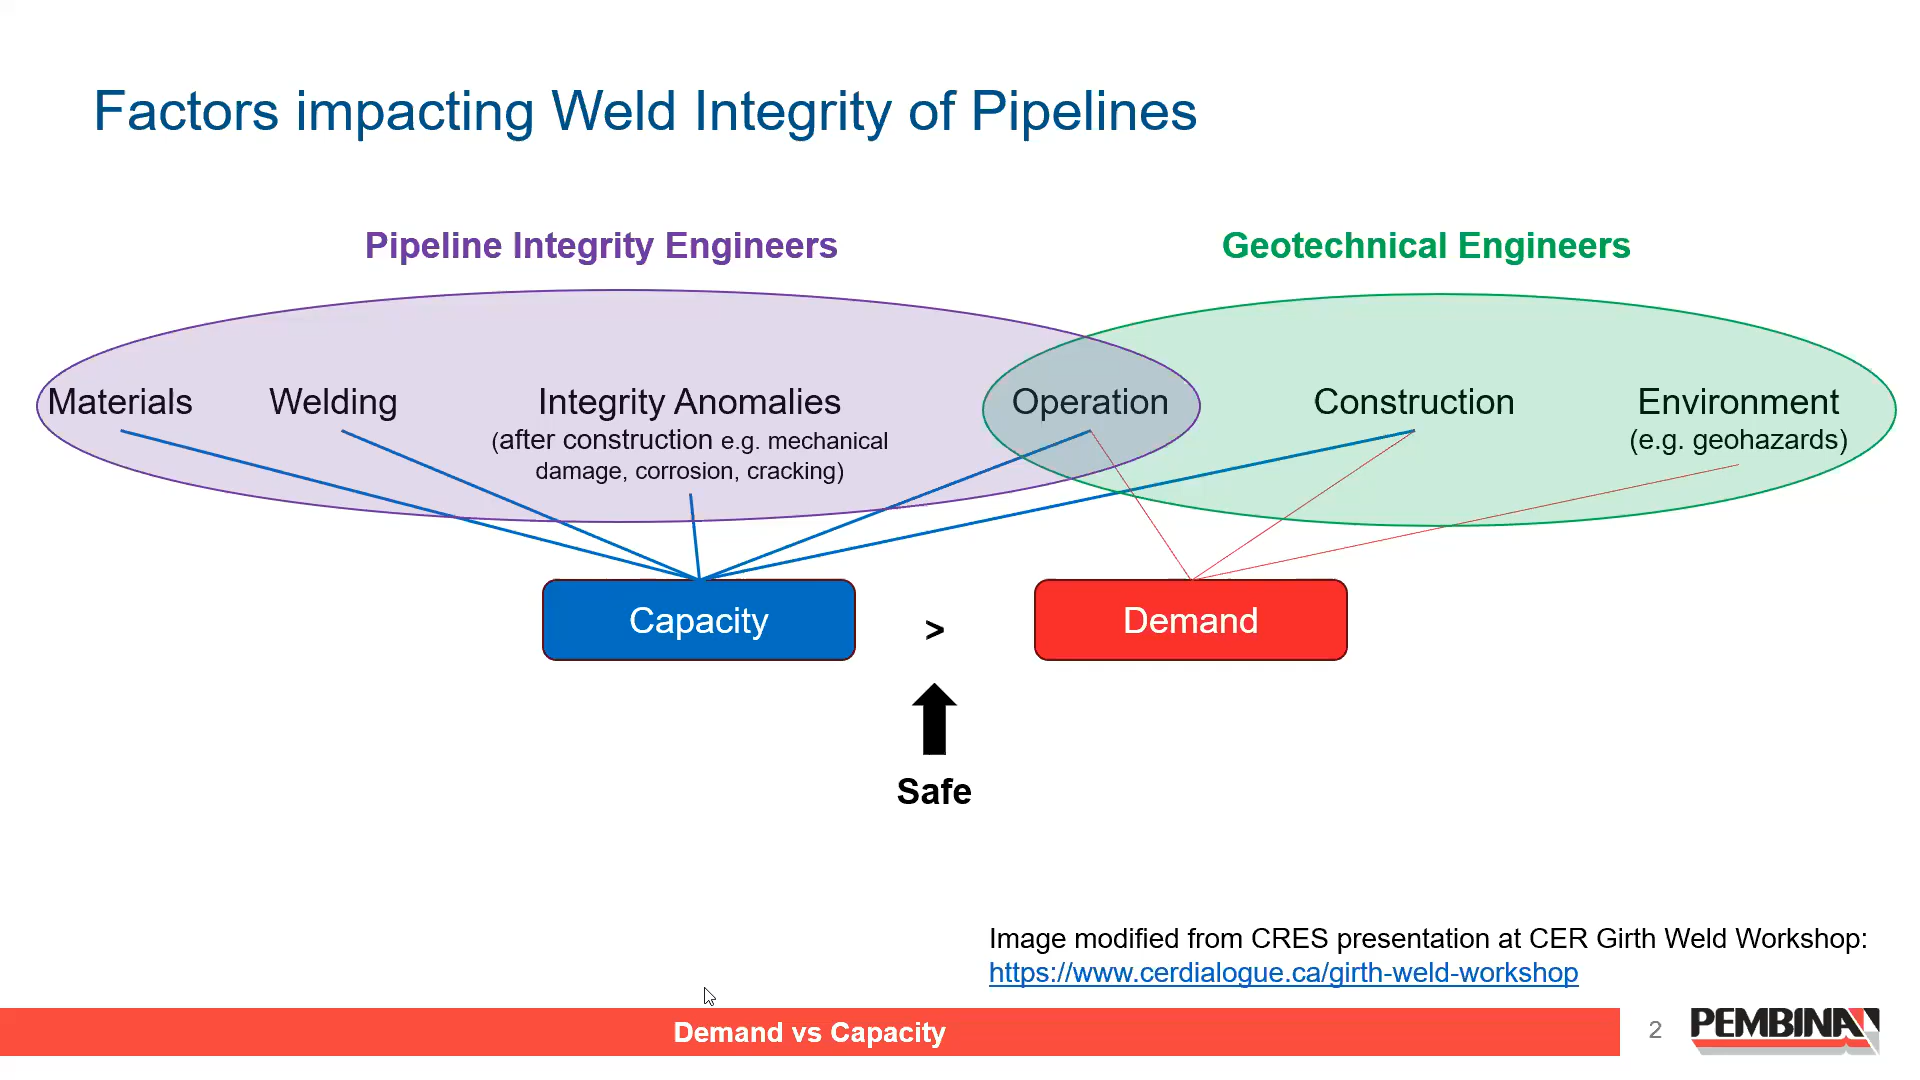 Factors impacting Weld Integrity of Pipelines
Pipeline Integrity Engineers
Geotechnical Engineers
Materials
Welding
Integrity Anomalies
(after construction e.g. mechanical
damage, corrosion, cracking)
Operation
Construction
Environment
(e.g. geohazards)
Capacity
>
Demand
Safe
Image modified from CRES presentation at CER Girth Weld Workshop:
https://www.cerdialogue.ca/girth-weld-workshop
Demand vs Capacity
2
PEMBINA